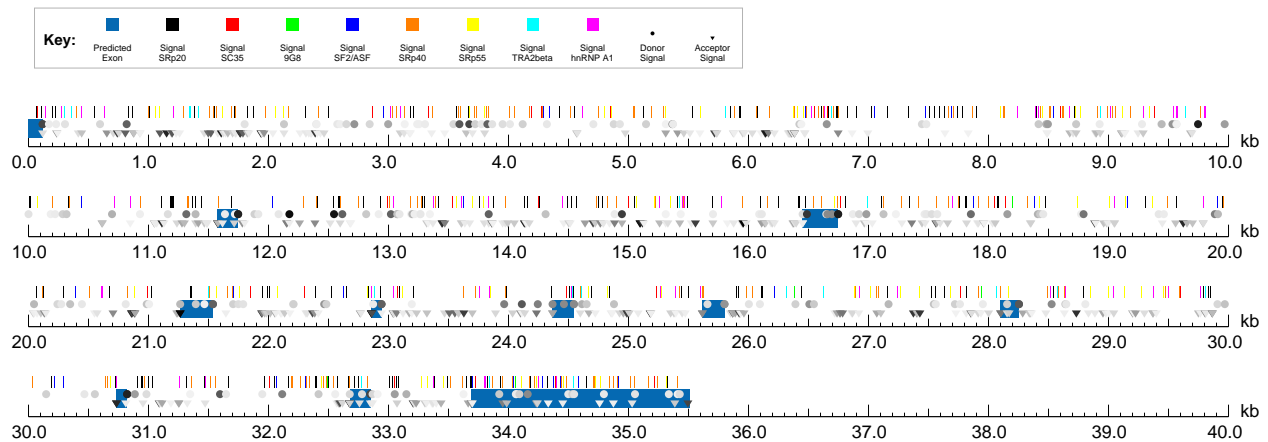 Key:
Predicted Exon
Signal SRp20
Signal SC35
Signal 9G8
Signal SF2/ASF
Signal SRp40
Signal SRp55
Signal TRA2beta
Signal hnRNP A1
Donor Signal
Acceptor Signal
0.0 1.0 2.0 3.0 4.0 5.0 6.0 7.0 8.0 9.0 10.0 kb
10.0 11.0 12.0 13.0 14.0 15.0 16.0 17.0 18.0 19.0 20.0 kb
20.0 21.0 22.0 23.0 24.0 25.0 26.0 27.0 28.0 29.0 30.0 kb
30.0 31.0 32.0 33.0 34.0 35.0 36.0 37.0 38.0 39.0 40.0 kb